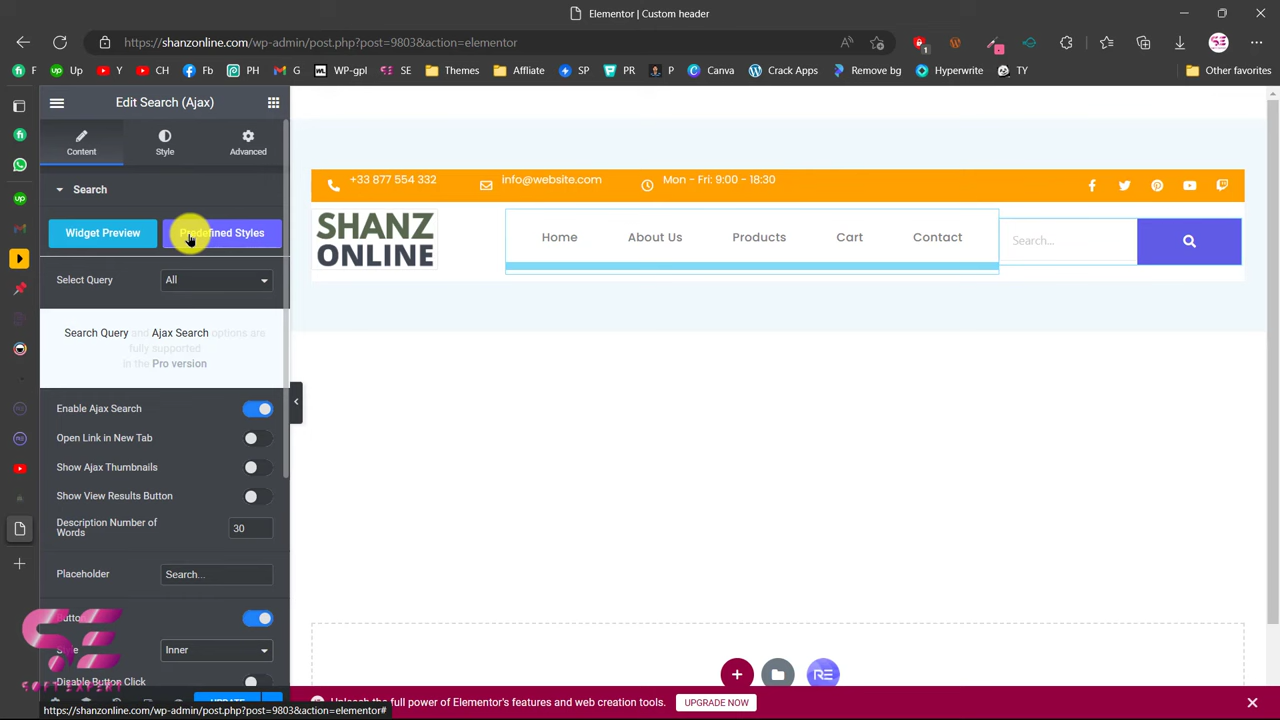 Elementor | Custom header
https://shanzonline.com/wp-admin/post.php?post=9803&action=elementor
F
Up
Y
CH
Fb
PH
G
WP-gpl
SE
Themes
Affliate
SP
PR
P
Canva
Crack Apps
Remove bg
Hyperwrite
TY
Other favorites
Edit Search (Ajax)
Content
Style
Advanced
Search
Widget Preview
Predefined Styles
Select Query
All
Search Query and Ajax Search options are
fully supported
in the Pro version
Enable Ajax Search
Open Link in New Tab
Show Ajax Thumbnails
Show View Results Button
Description Number of
Words
30
Placeholder
Search...
Button
Style
Inner
Disable Button Click
UPDATE
SE
SOFT EXPERT
https://shanzonline.com/wp-admin/post.php?post=9803&action=elementor#
+33 877 554 332
info@website.com
Mon - Fri: 9:00 - 18:30
SHANZ
ONLINE
Home
About Us
Products
Cart
Contact
Search...
RE
Unleash the full power of Elementor's features and web creation tools.
UPGRADE NOW